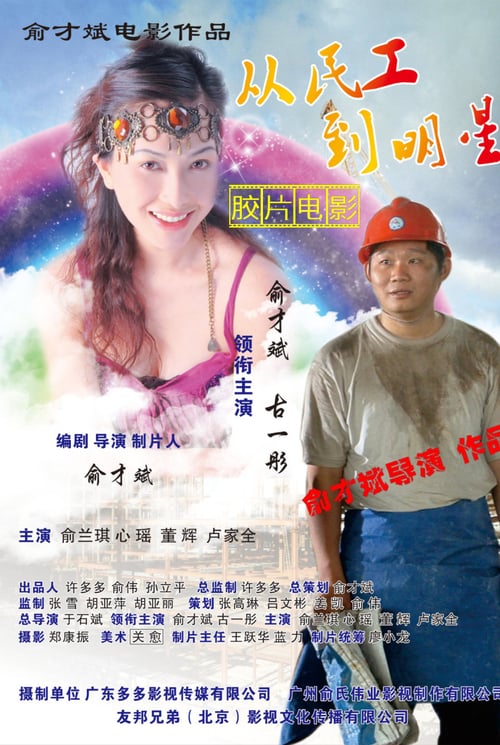 俞才斌电影作品
从民工
到明星
胶片电影
领衔主演
俞才斌 古一彤
编剧 导演 制片人
俞才斌
俞才斌导演 作品
主演 俞兰琪 心瑶 董辉 卢家全
出品人 许多多 俞伟 孙立平 总监制 许多多 总策划 俞才斌
监制 张雪 胡亚萍 胡亚丽 策划 张高琳 吕文彬 姜凯 俞伟
总导演 于石斌 领衔主演 俞才斌 古一彤 主演 俞兰琪 心瑶 董辉 卢家全
摄影 郑康振 美术 关愈 制片主任 王跃华 蓝力 制片统筹 廖小龙
摄制单位 广东多多影视传媒有限公司 广州俞氏伟业影视制作有限公司
友邦兄弟（北京）影视文化传播有限公司